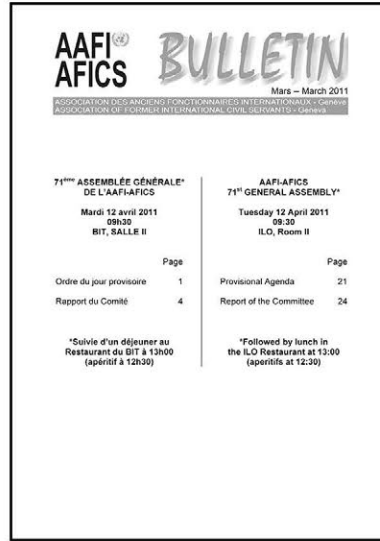 AAFI
AFICS
BULLETIN
Mars – March 2011
ASSOCIATION DES ANCIENS FONCTIONNAIRES INTERNATIONAUX - Genève
ASSOCIATION OF FORMER INTERNATIONAL CIVIL SERVANTS - Geneva
71ème ASSEMBLÉE GÉNÉRALE*
DE L'AAFI-AFICS
Mardi 12 avril 2011
09h30
BIT, SALLE II
Page
Ordre du jour provisoire 1
Rapport du Comité 4
*Suivie d'un déjeuner au
Restaurant du BIT à 13h00
(apéritif à 12h30)
AAFI-AFICS
71st GENERAL ASSEMBLY*
Tuesday 12 April 2011
09:30
ILO, Room II
Page
Provisional Agenda 21
Report of the Committee 24
*Followed by lunch in
the ILO Restaurant at 13:00
(aperitifs at 12:30)